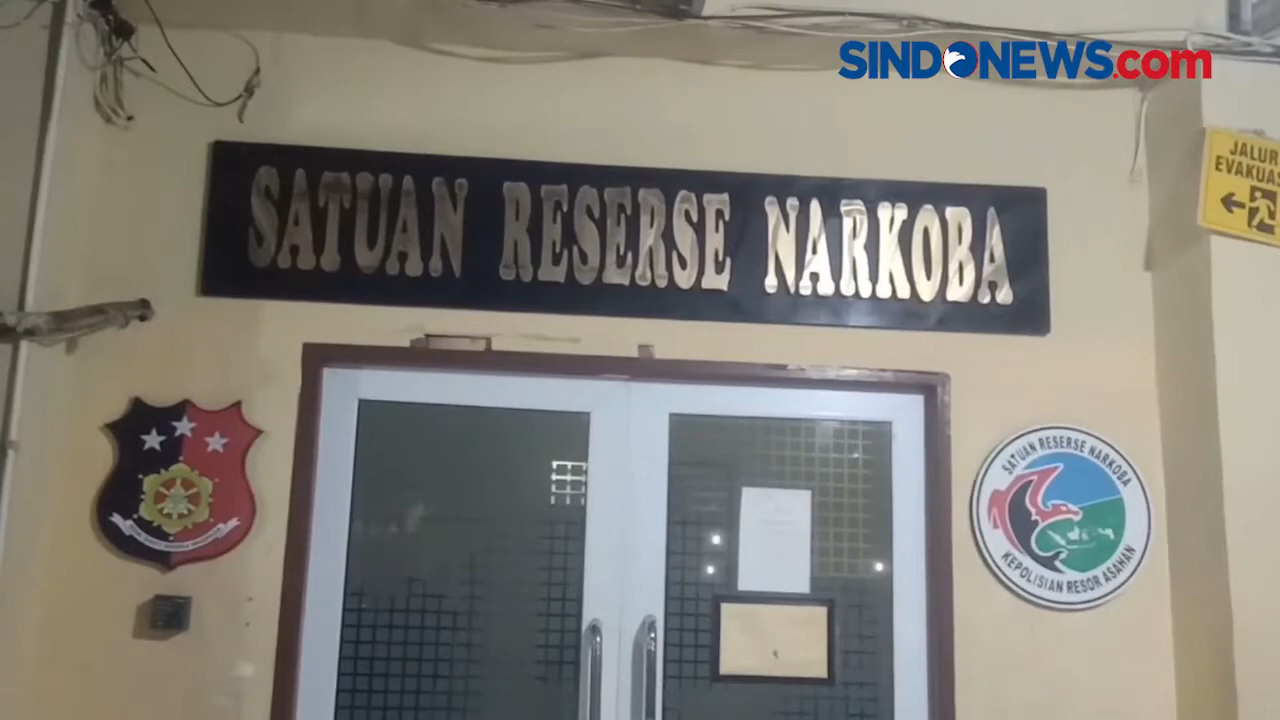 SINDONEWS.com
JALUR
EVAKUAS
SATUAN RESERSE NARKOBA
SATUAN RESERSE NARKOBA
KEPOLISIAN RESOR ASAHAN